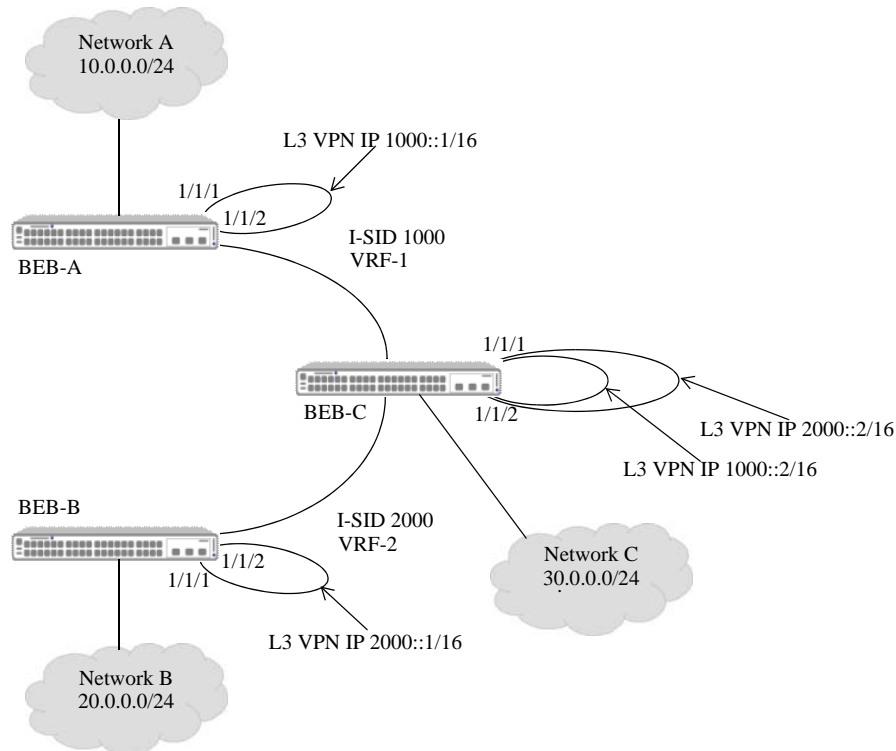 Network A
10.0.0.0/24
L3 VPN IP 1000::1/16
1/1/1
1/1/2
BEB-A
I-SID 1000
VRF-1
1/1/1
BEB-C
1/1/2
L3 VPN IP 2000::2/16
L3 VPN IP 1000::2/16
BEB-B
I-SID 2000
VRF-2
1/1/2
1/1/1
Network C
30.0.0.0/24
L3 VPN IP 2000::1/16
Network B
20.0.0.0/24